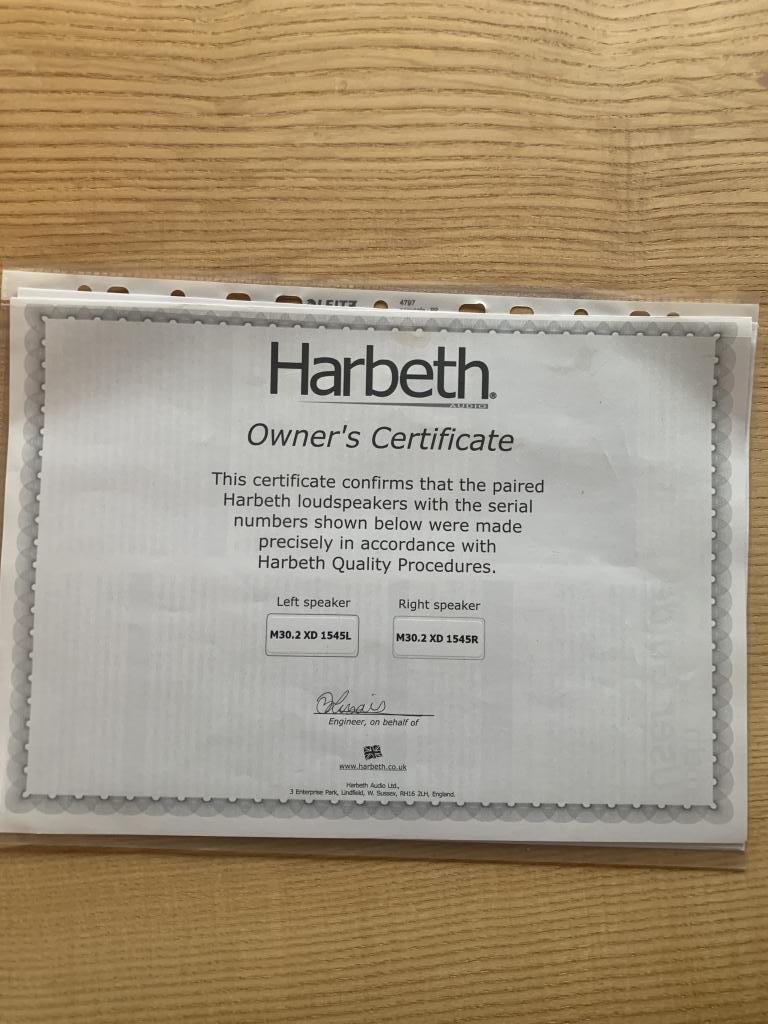 LEITZ
4797
Harbeth®
AUDIO
Owner's Certificate
This certificate confirms that the paired
Harbeth loudspeakers with the serial
numbers shown below were made
precisely in accordance with
Harbeth Quality Procedures.
Left speaker
Right speaker
M30.2 XD 1545L
M30.2 XD 1545R
Engineer, on behalf of
www.harbeth.co.uk
Harbeth Audio Ltd.,
3 Enterprise Park, Lindfield, W. Sussex, RH16 2LH, England.